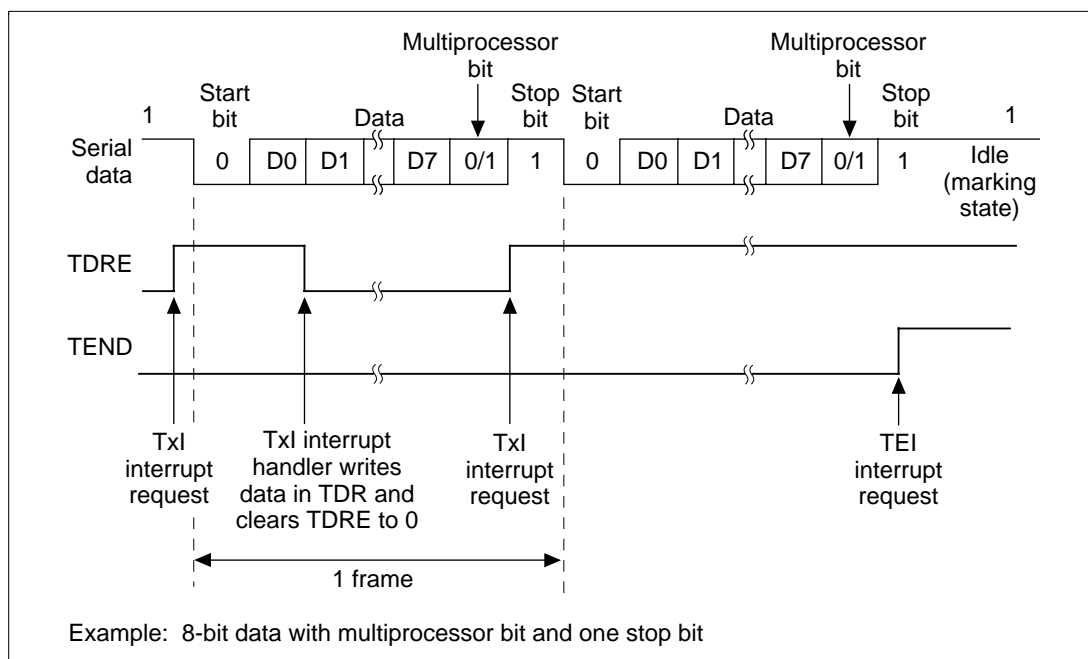 Multiprocessor bit
Multiprocessor bit
1
Start bit
Data
Stop bit
Start bit
Data
Stop bit
1
Serial data
0
D0
D1
D7
0/1
1
0
D0
D1
D7
0/1
1
Idle (marking state)
TDRE
TEND
TxI interrupt request
TxI interrupt handler writes data in TDR and clears TDRE to 0
TxI interrupt request
TEI interrupt request
1 frame
Example: 8-bit data with multiprocessor bit and one stop bit